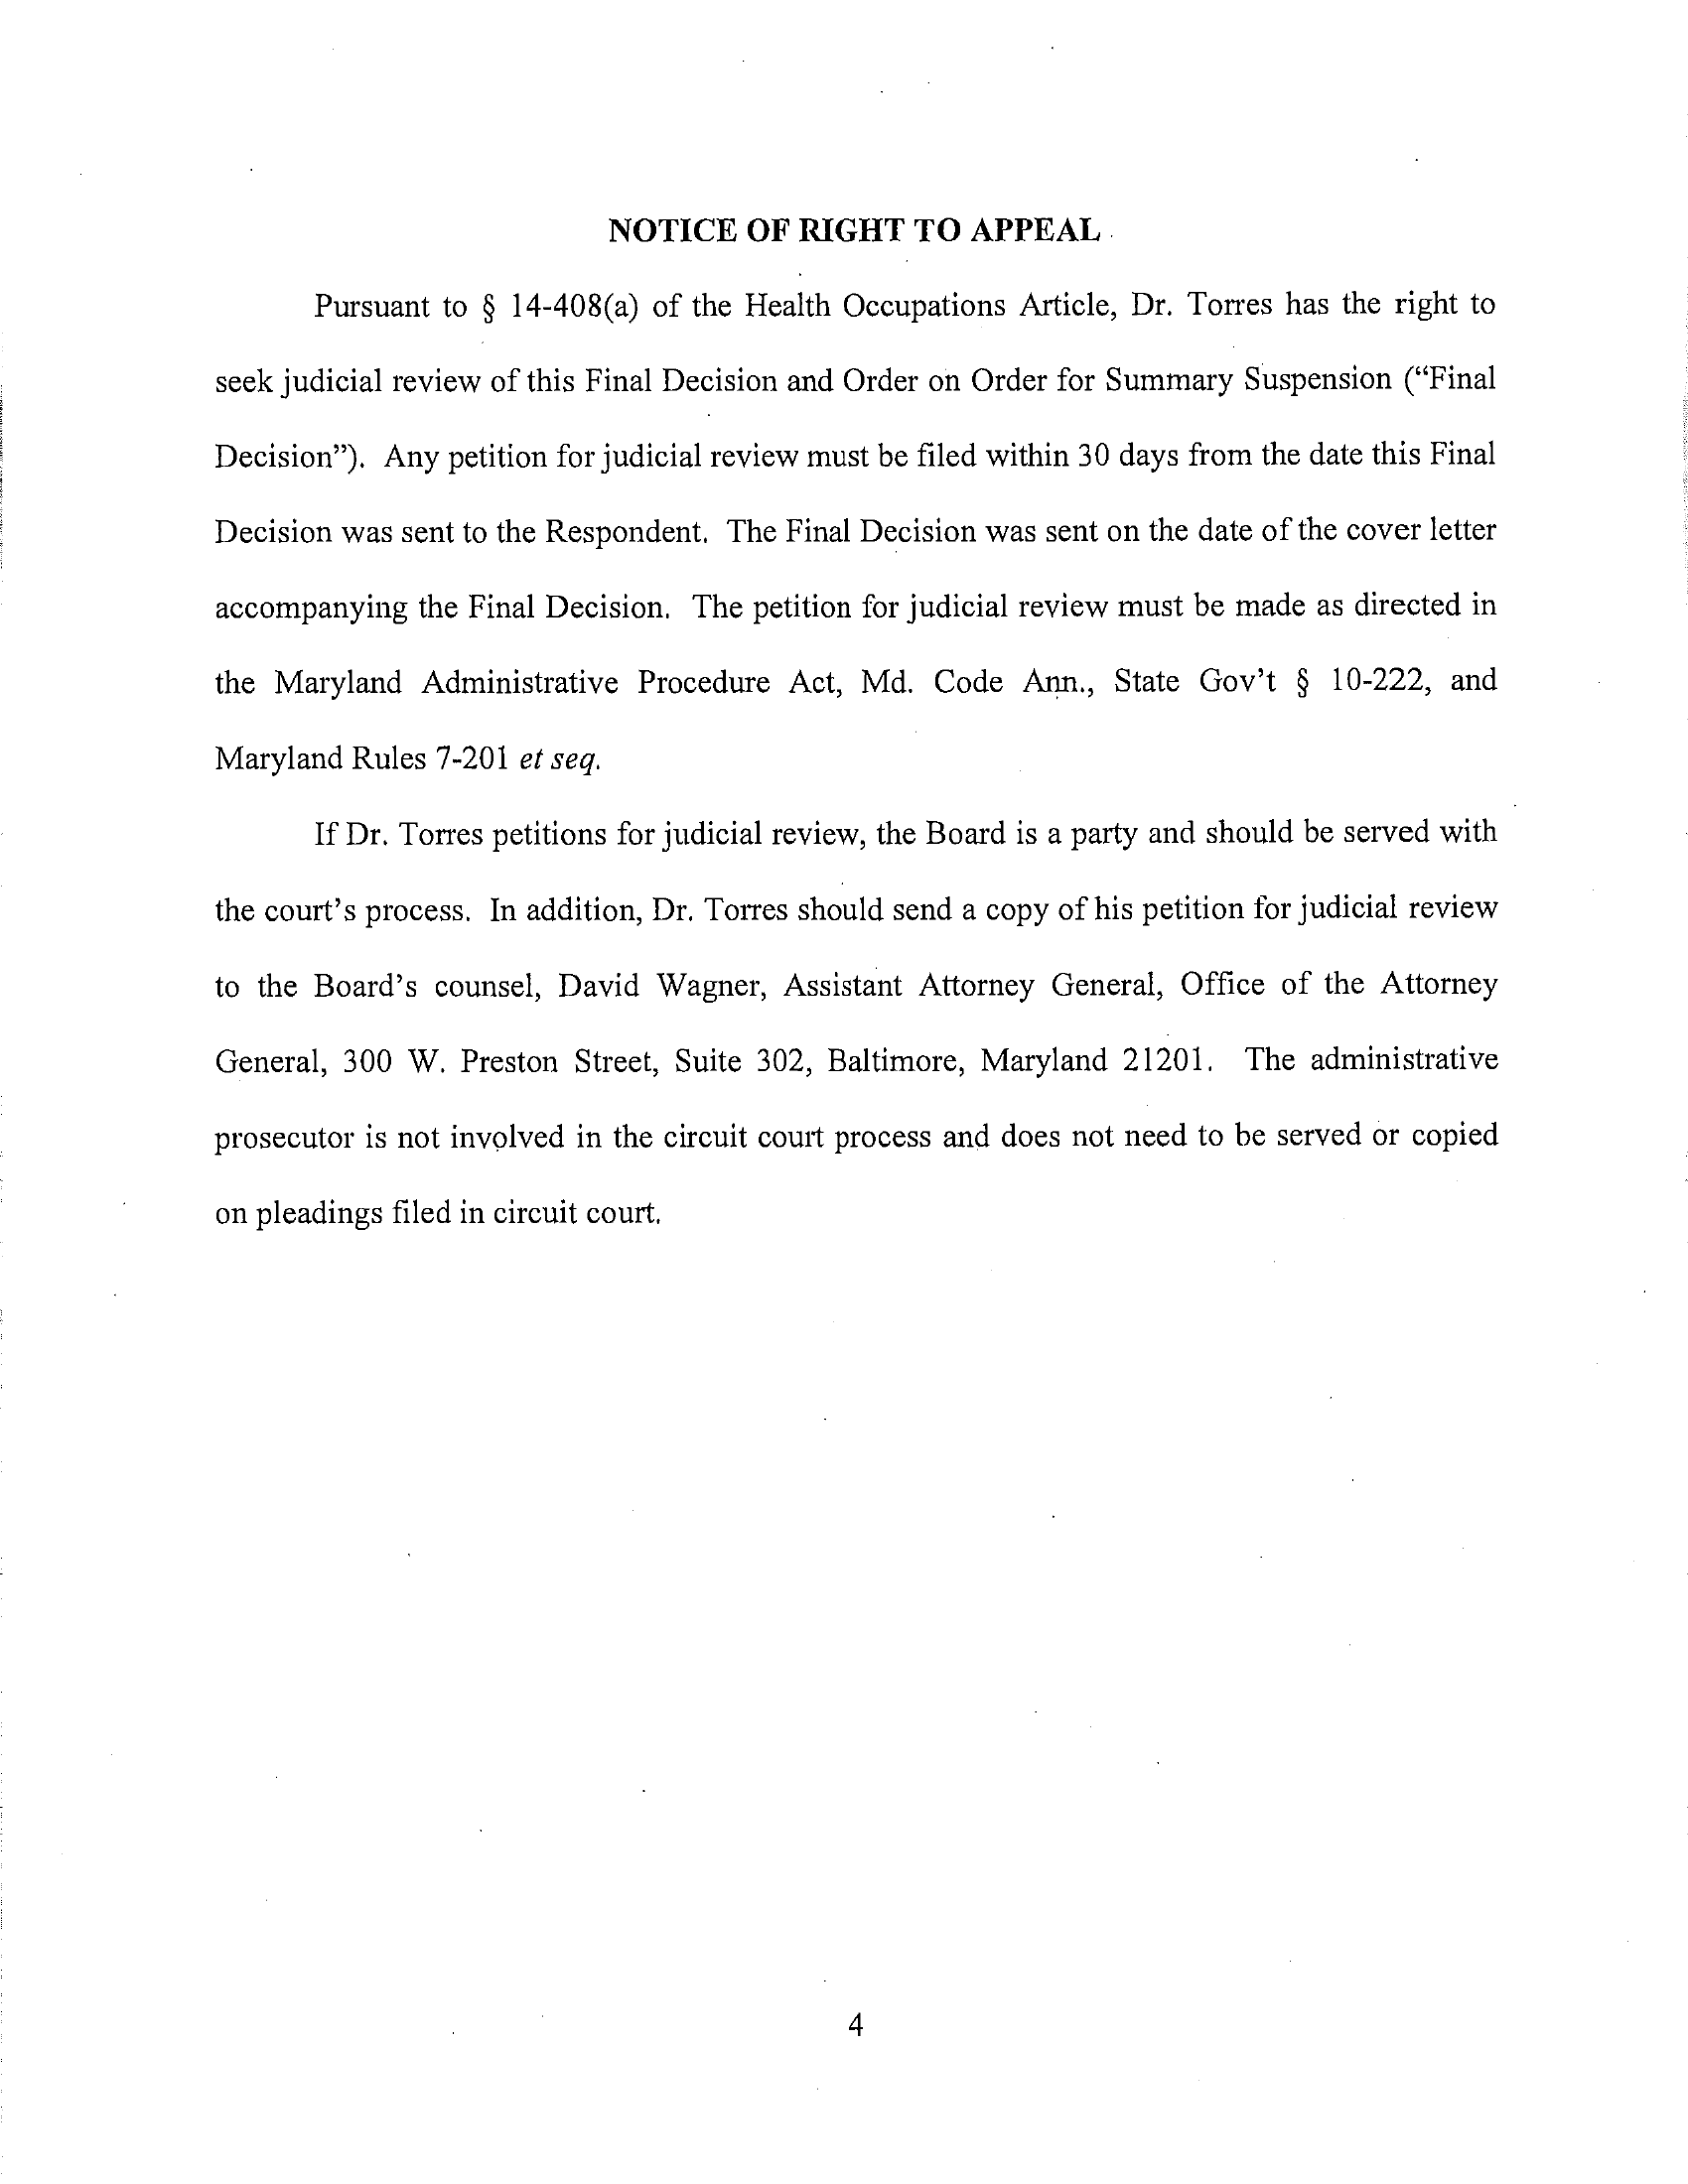 NOTICE OF RIGHT TO APPEAL
Pursuant to § 14-408(a) of the Health Occupations Article, Dr. Torres has the right to
seek judicial review of this Final Decision and Order on Order for Summary Suspension (“Final
Decision”). Any petition for judicial review must be filed within 30 days from the date this Final
Decision was sent to the Respondent. The Final Decision was sent on the date of the cover letter
accompanying the Final Decision. The petition for judicial review must be made as directed in
the Maryland Administrative Procedure Act, Md. Code Ann., State Gov’t § 10-222, and
Maryland Rules 7-201 et seq.
If Dr. Torres petitions for judicial review, the Board is a party and should be served with
the court’s process. In addition, Dr. Torres should send a copy of his petition for judicial review
to the Board’s counsel, David Wagner, Assistant Attorney General, Office of the Attorney
General, 300 W. Preston Street, Suite 302, Baltimore, Maryland 21201. The administrative
prosecutor is not involved in the circuit court process and does not need to be served or copied
on pleadings filed in circuit court.
4